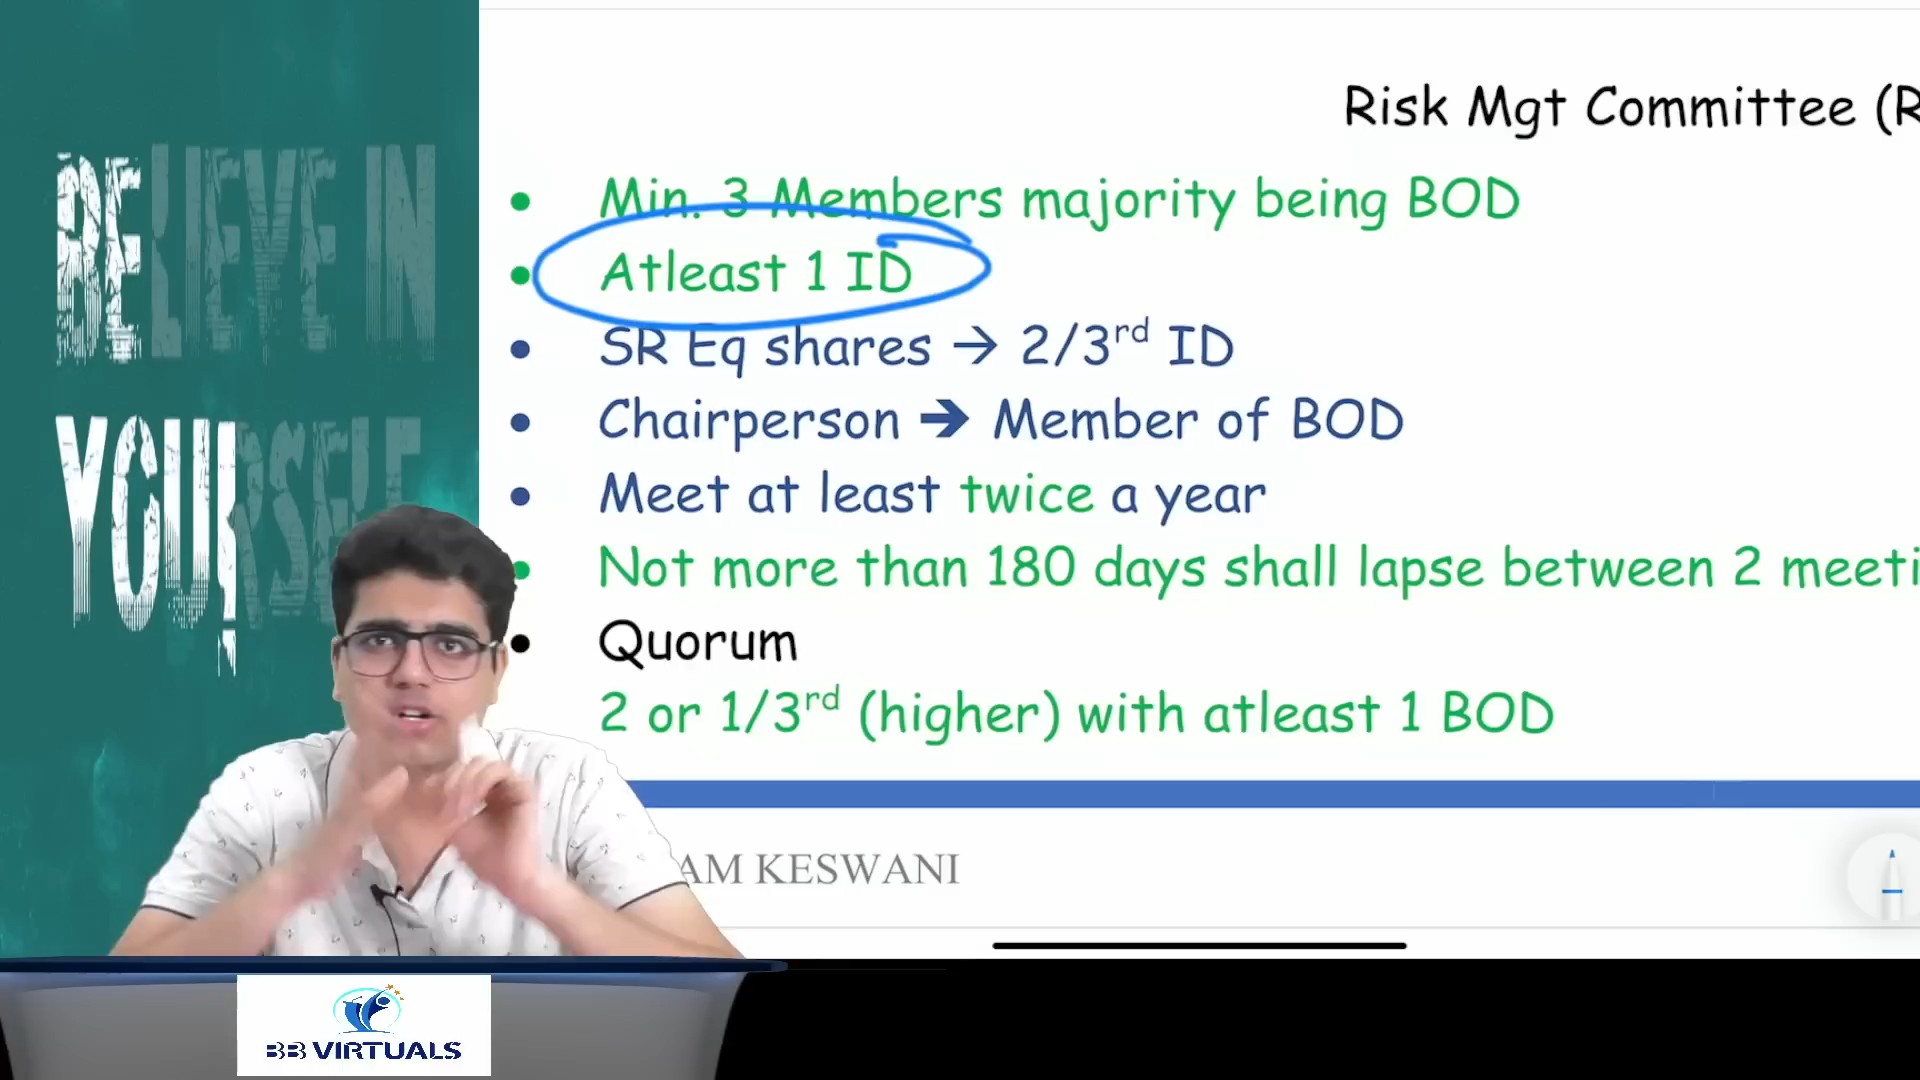 BELIEVE IN
YOURSELF
Risk Mgt Committee (R
• Min. 3 Members majority being BOD
• Atleast 1 ID
• SR Eq shares → 2/3rd ID
• Chairperson ➔ Member of BOD
• Meet at least twice a year
• Not more than 180 days shall lapse between 2 meeti
• Quorum
2 or 1/3rd (higher) with atleast 1 BOD
AM KESWANI
BB VIRTUALS